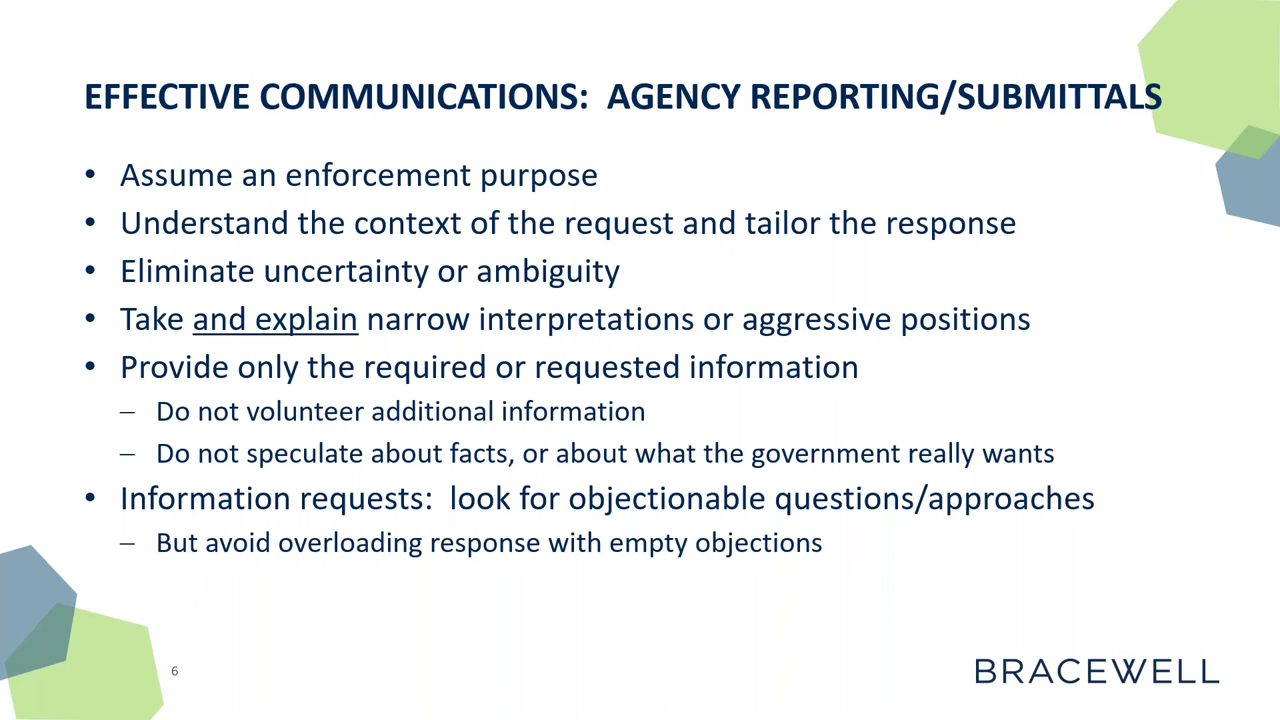 EFFECTIVE COMMUNICATIONS:  AGENCY REPORTING/SUBMITTALS
• Assume an enforcement purpose
• Understand the context of the request and tailor the response
• Eliminate uncertainty or ambiguity
• Take and explain narrow interpretations or aggressive positions
• Provide only the required or requested information
– Do not volunteer additional information
– Do not speculate about facts, or about what the government really wants
• Information requests:  look for objectionable questions/approaches
– But avoid overloading response with empty objections
6
BRACEWELL